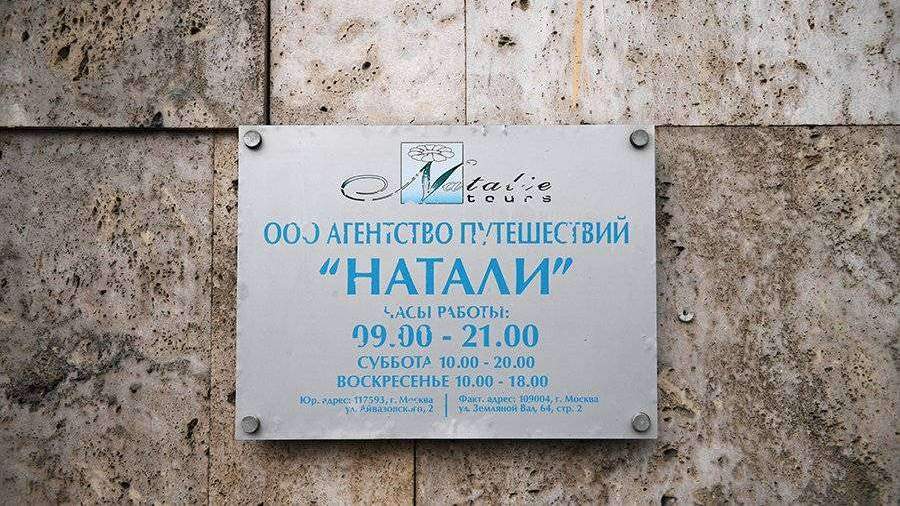 Natalie
tours
ООО АГЕНТСТВО ПУТЕШЕСТВИЙ
“НАТАЛИ”
ЧАСЫ РАБОТЫ:
09.00 - 21.00
СУББОТА 10.00 - 20.00
ВОСКРЕСЕНЬЕ 10.00 - 18.00
Юр. адрес: 117593, г. Москва
ул. Айвазовского, 2
Факт. адрес: 109004, г. Москва
ул. Земляной Вал, 64, стр. 2